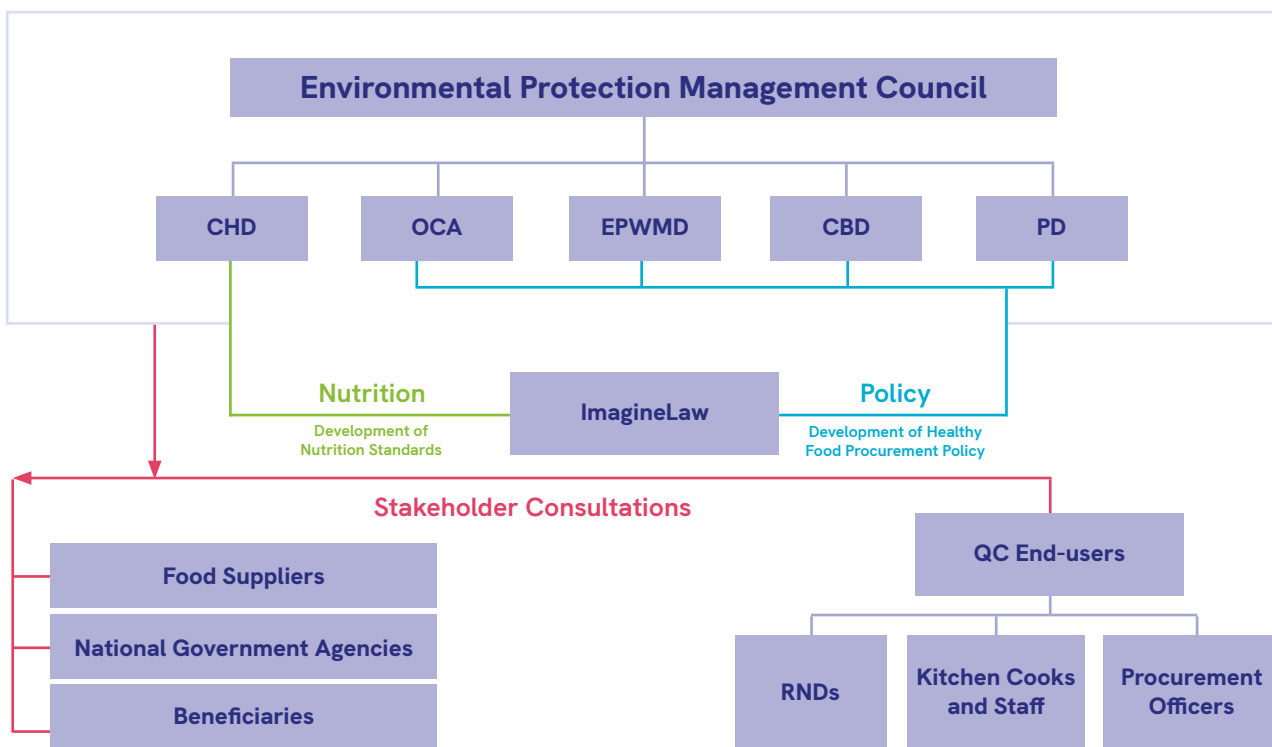 Environmental Protection Management Council
CHD
OCA
EPWMD
CBD
PD
Nutrition
Development of
Nutrition Standards
ImagineLaw
Policy
Development of Healthy
Food Procurement Policy
Stakeholder Consultations
Food Suppliers
National Government Agencies
Beneficiaries
QC End-users
RNDs
Kitchen Cooks
and Staff
Procurement
Officers